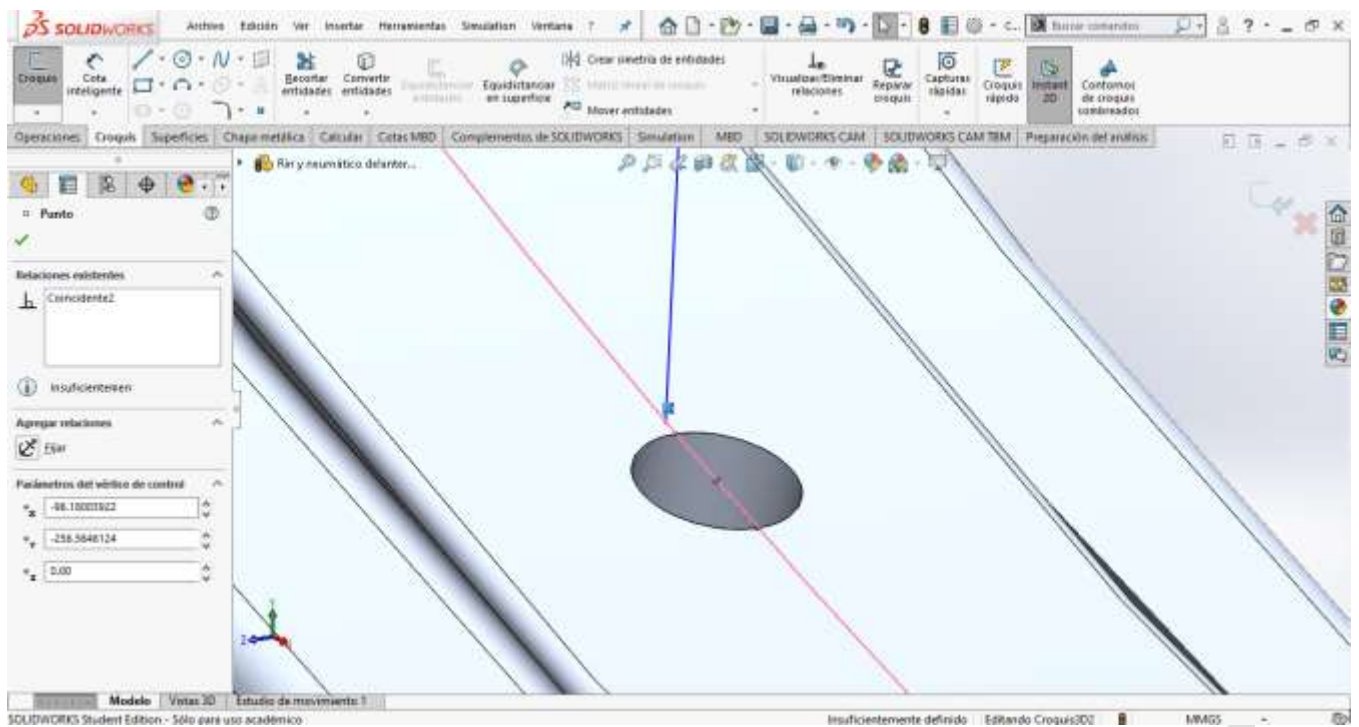 SOLIDWORKS
Archivo Edición Ver Insertar Herramientas Simulation Ventana ?
Buscar comandos
Croquis
Cota inteligente
Recortar entidades
Convertir entidades
Equidistanciar en superficie
Crear simetría de entidades
Mover entidades
Visualizar/Eliminar relaciones
Reparar croquis
Capturas rápidas
Croquis rápido
Instant 2D
Contornos de croquis combinados
Operaciones Croquis Superficies Chapa metálica Calcular Cotas MBD Complementos de SOLIDWORKS Simulation MBD SOLIDWORKS CAM SOLIDWORKS CAM TBM Preparación del análisis
Rin y neumático delanter...
Punto
Relaciones existentes
Coincidente2
Insuficientemen
Agregar relaciones
Fijar
Parámetros del vértice de control
0.00
Modelo Vistas 3D Estudio de movimiento 1
SOLIDWORKS Student Edition - Sólo para uso académico
Insuficientemente definido Editando Croquis3D2 MMGS